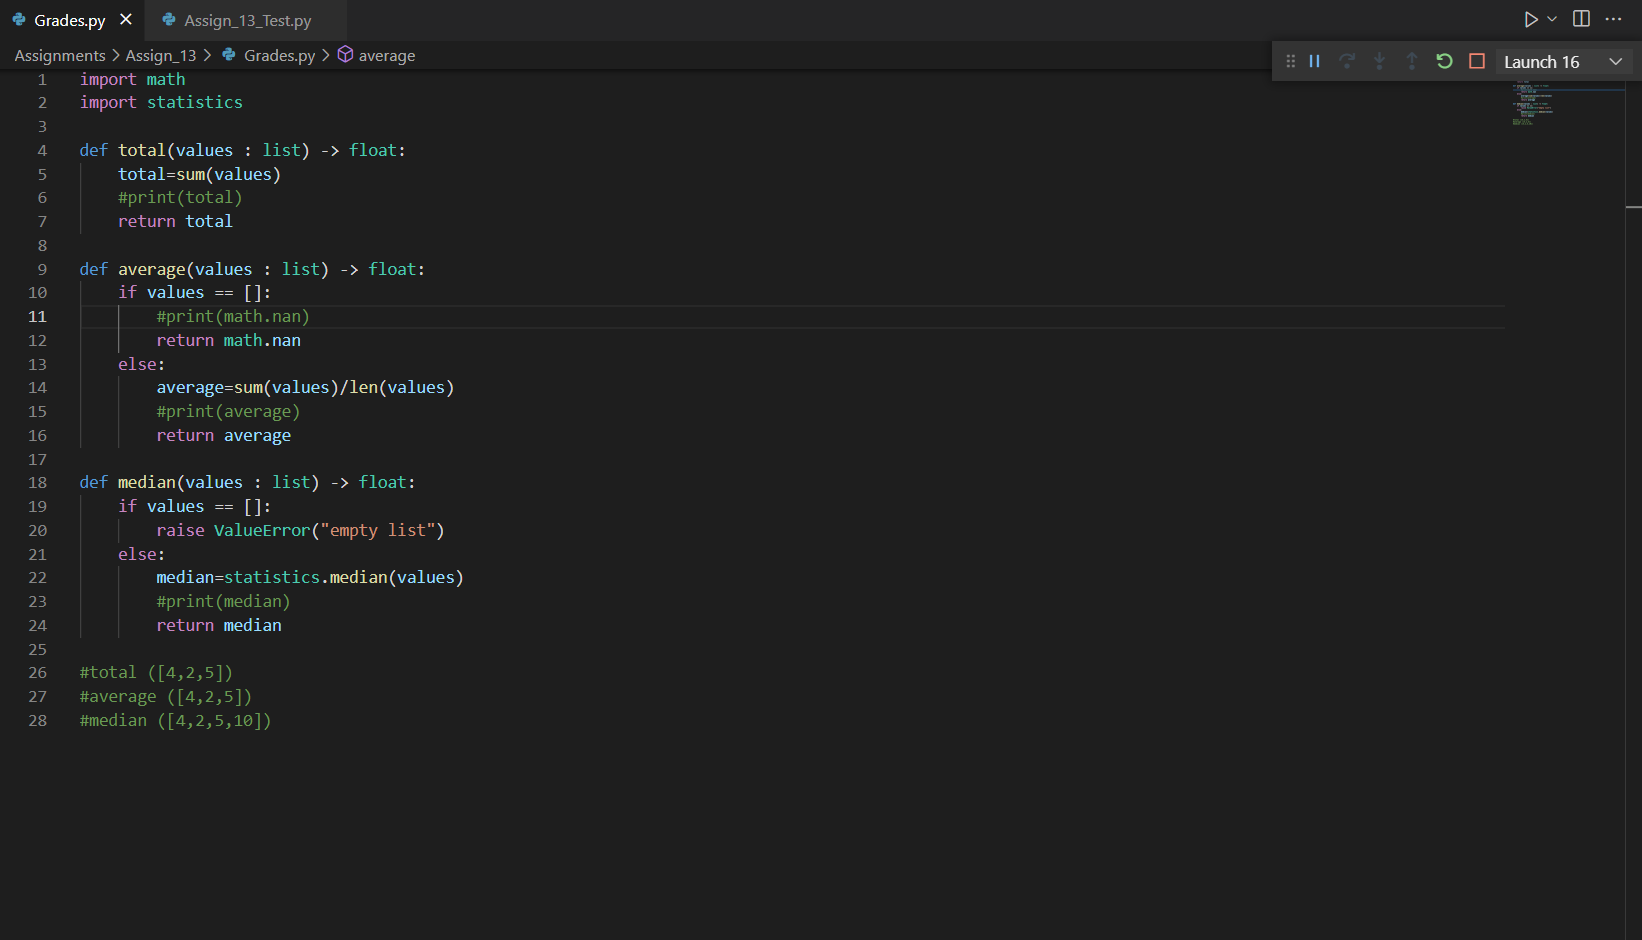 Grades.py
Assign_13_Test.py
Assignments > Assign_13 > Grades.py > average
Launch 16
1 import math
2 import statistics
3
4 def total(values : list) -> float:
5     total=sum(values)
6     #print(total)
7     return total
8
9 def average(values : list) -> float:
10     if values == []:
11         #print(math.nan)
12         return math.nan
13     else:
14         average=sum(values)/len(values)
15         #print(average)
16         return average
17
18 def median(values : list) -> float:
19     if values == []:
20         raise ValueError("empty list")
21     else:
22         median=statistics.median(values)
23         #print(median)
24         return median
25
26 #total ([4,2,5])
27 #average ([4,2,5])
28 #median ([4,2,5,10])